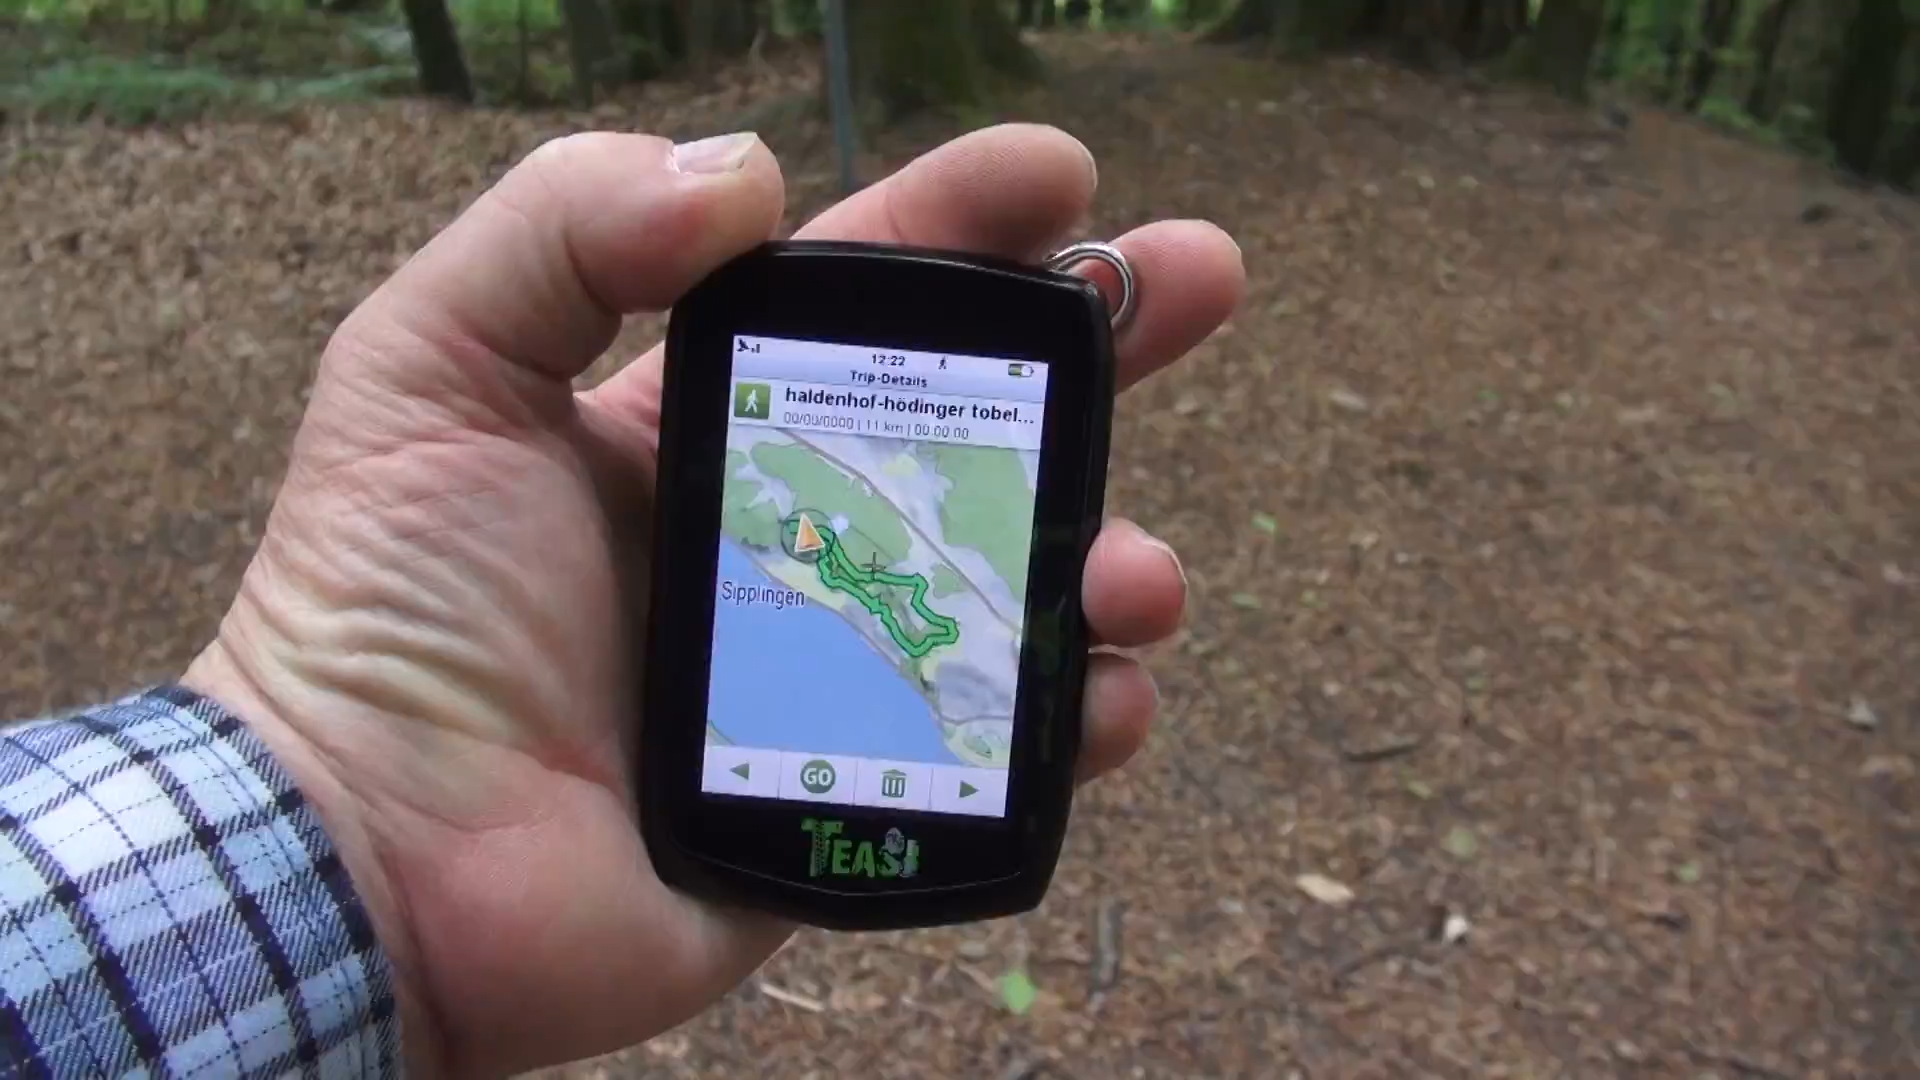 12:22
Trip-Details
haldenhof-hödinger tobel...
00/00/0000 | 11 km | 00:00:00
Sipplingen
GO
TEASI